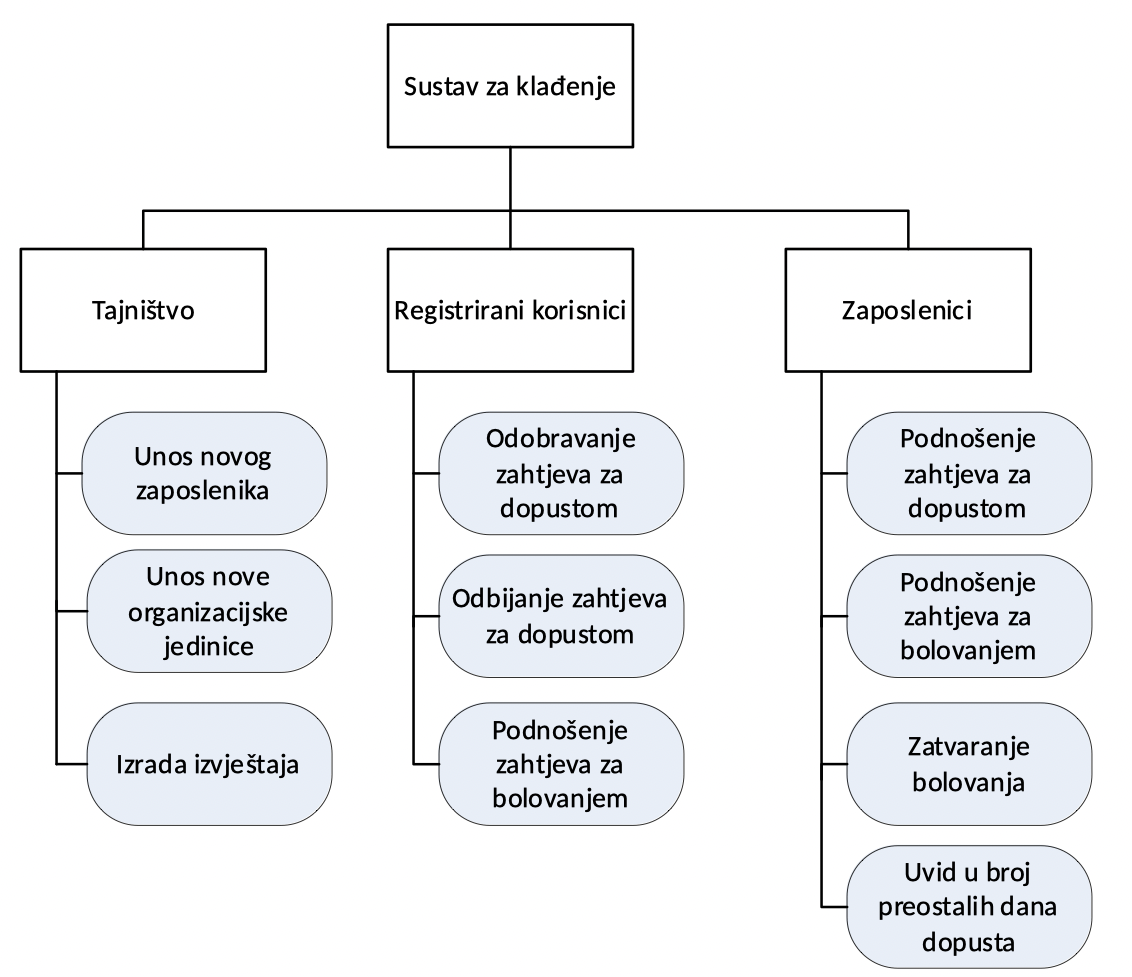 Sustav za klađenje
Tajništvo
Registrirani korisnici
Zaposlenici
Unos novog
zaposlenika
Unos nove
organizacijske
jedinice
Izrada izvještaja
Odobravanje
zahtjeva za
dopustom
Odbijanje zahtjeva
za dopustom
Podnošenje
zahtjeva za
bolovanjem
Podnošenje
zahtjeva za
dopustom
Podnošenje
zahtjeva za
bolovanjem
Zatvaranje
bolovanja
Uvid u broj
preostalih dana
dopusta